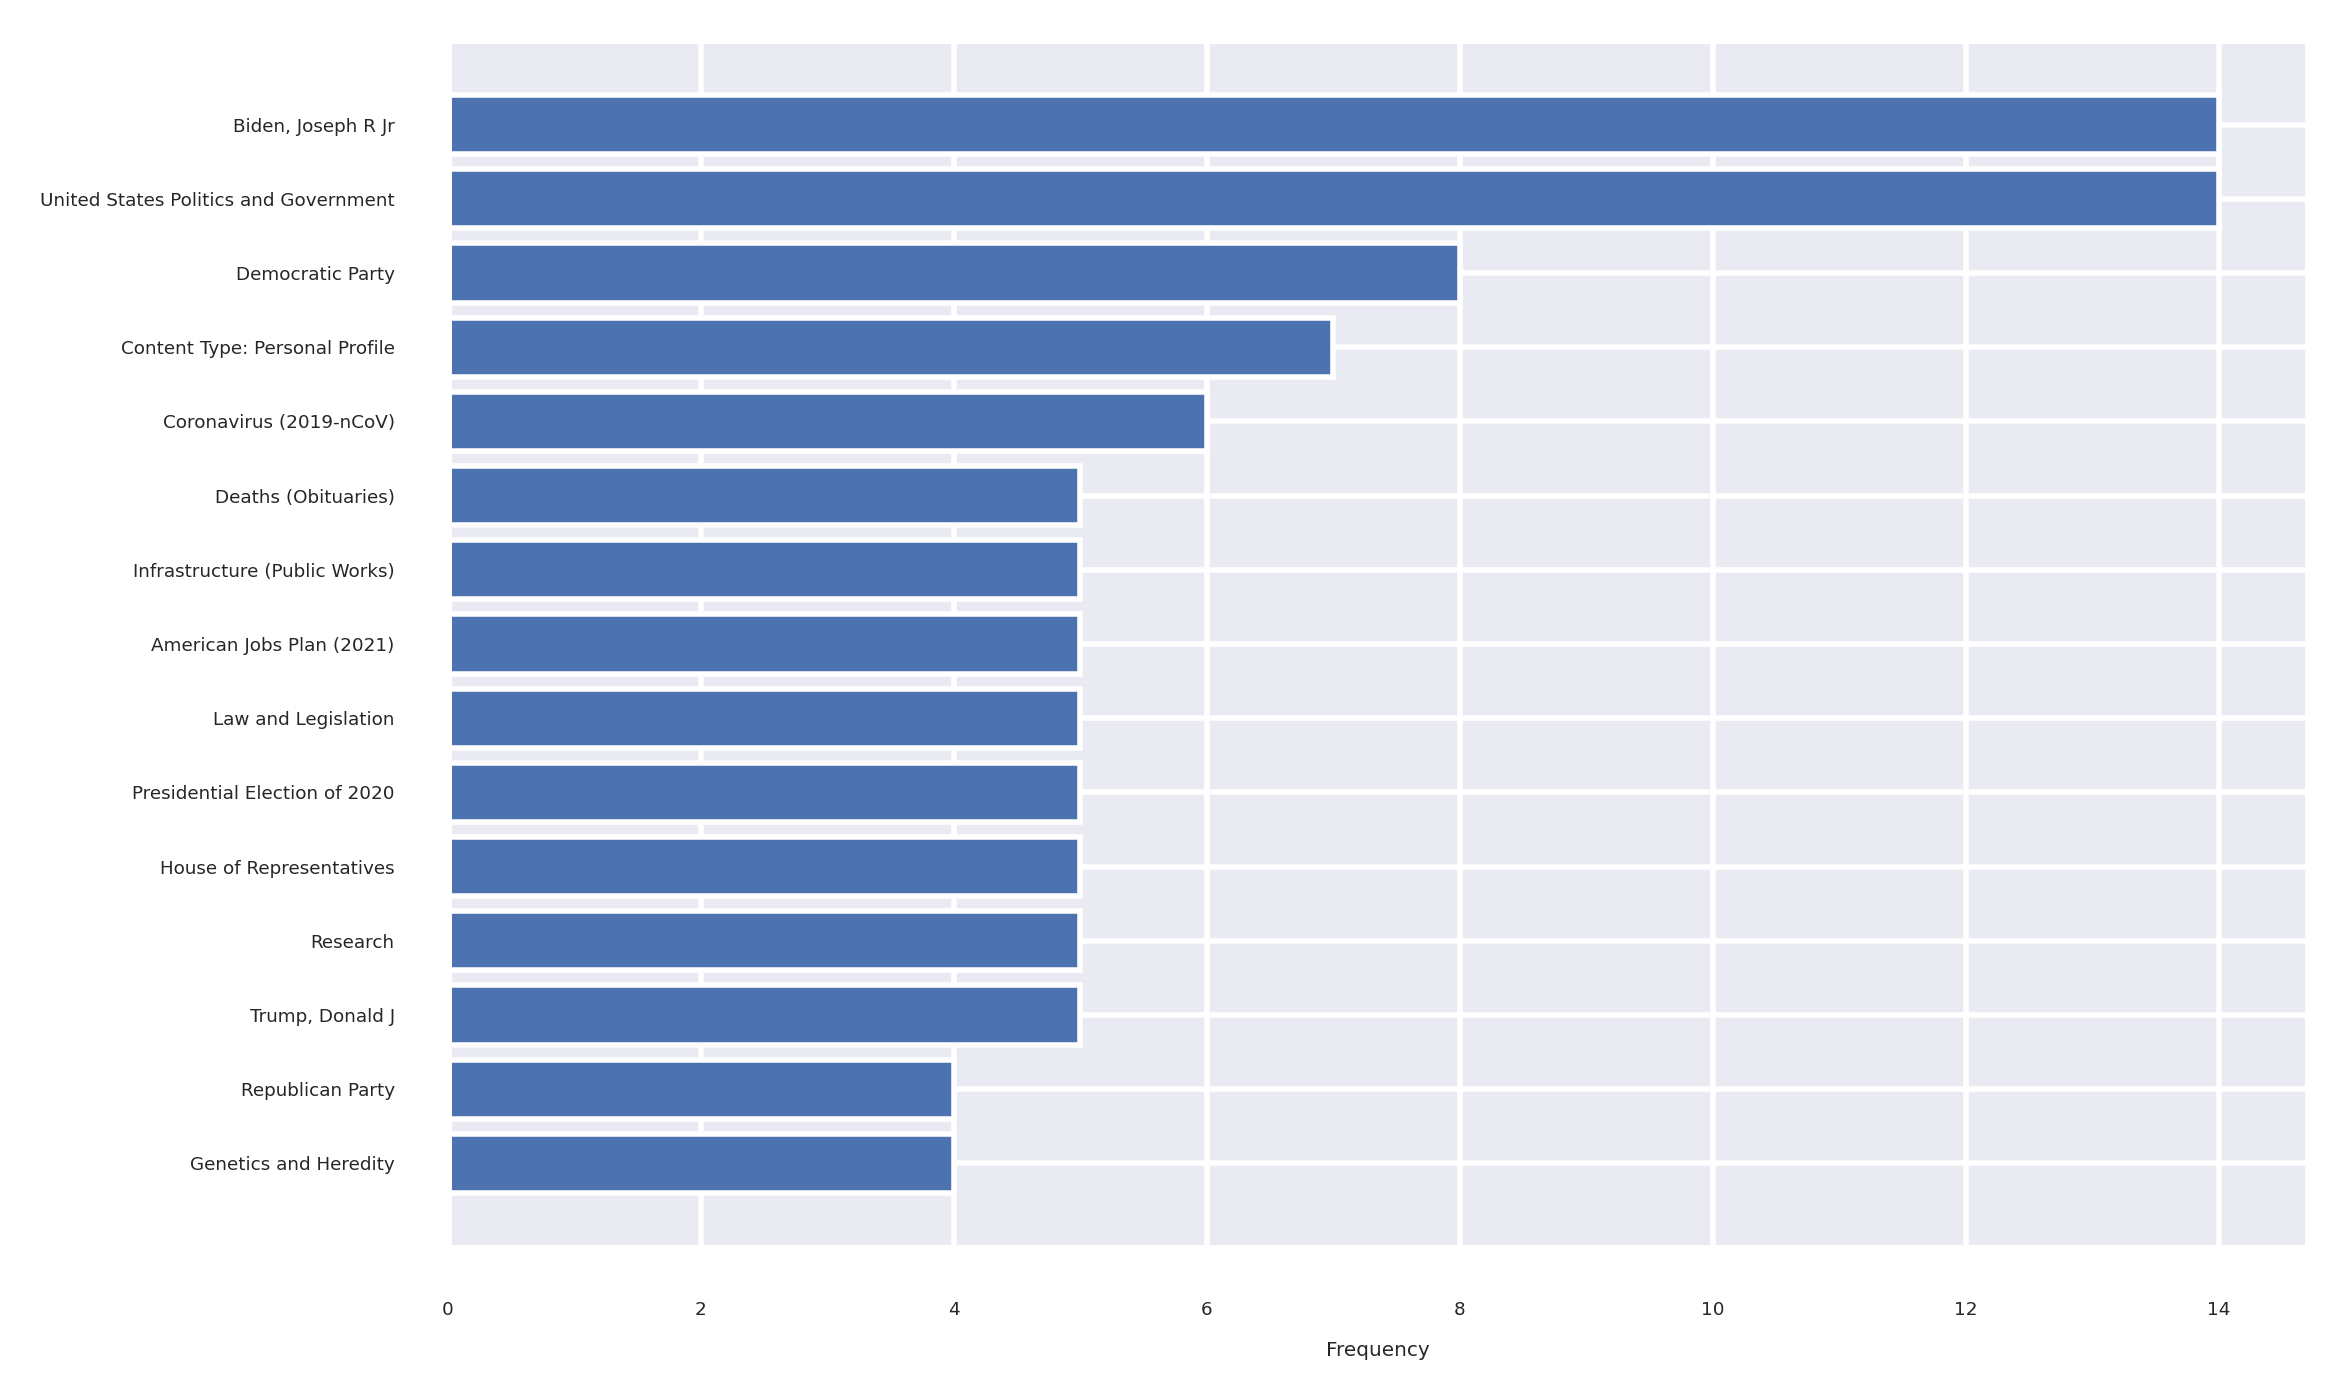 Biden, Joseph R Jr
United States Politics and Government
Democratic Party
Content Type: Personal Profile
Coronavirus (2019-nCoV)
Deaths (Obituaries)
Infrastructure (Public Works)
American Jobs Plan (2021)
Law and Legislation
Presidential Election of 2020
House of Representatives
Research
Trump, Donald J
Republican Party
Genetics and Heredity
0 2 4 6 8 10 12 14
Frequency